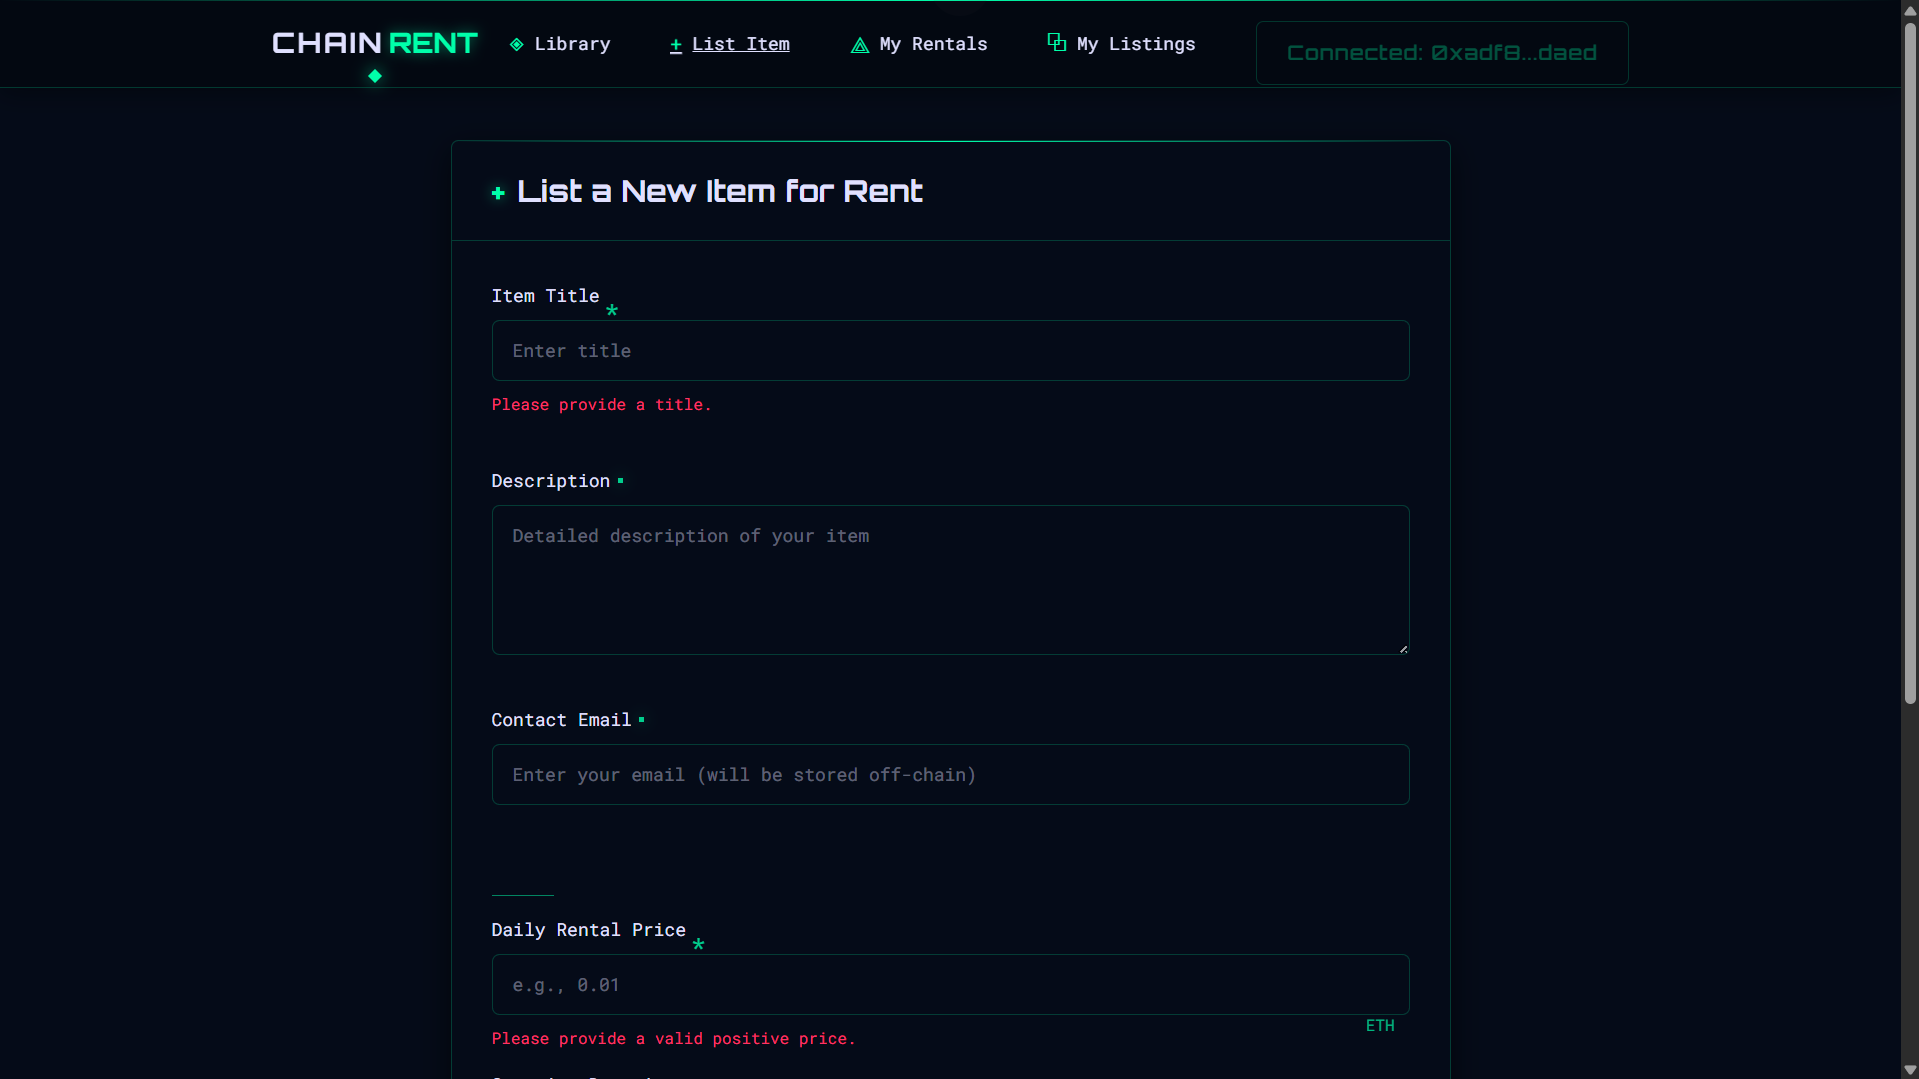 CHAIN RENT
Library
+ List Item
My Rentals
My Listings
Connected: 0xadf8...daed
+ List a New Item for Rent
Item Title *
Enter title
Please provide a title.
Description
Detailed description of your item
Contact Email
Enter your email (will be stored off-chain)
Daily Rental Price *
e.g., 0.01
ETH
Please provide a valid positive price.